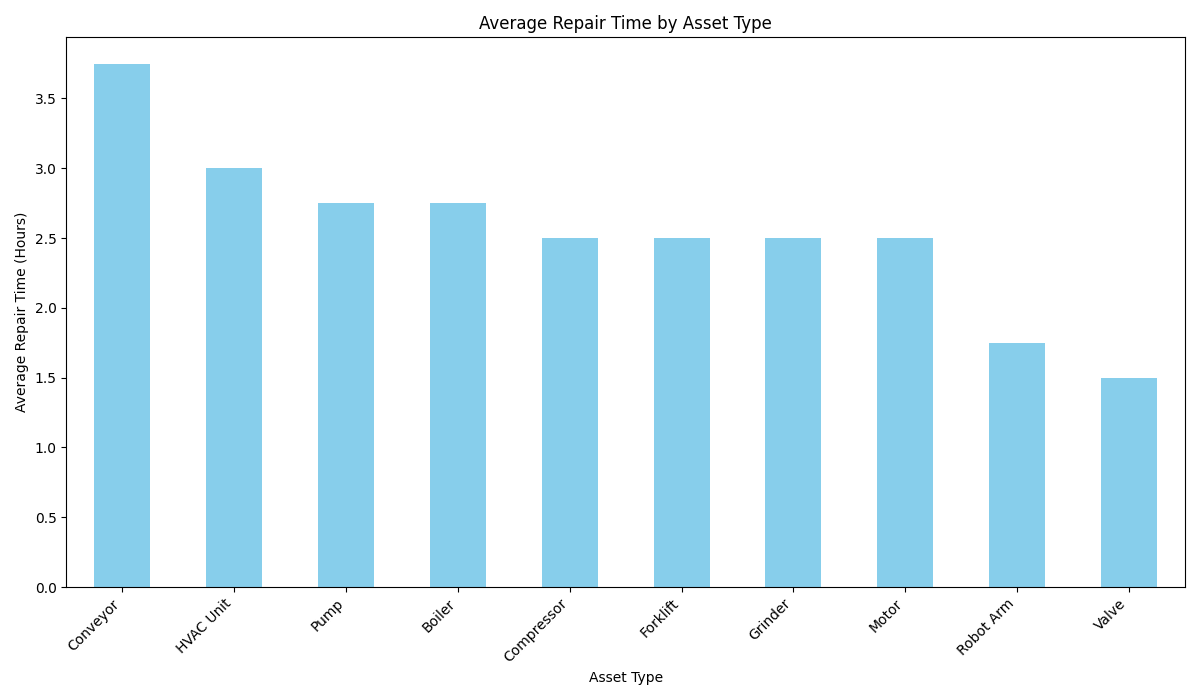 Average Repair Time by Asset Type
Average Repair Time (Hours)
3.5
3.0
2.5
2.0
1.5
1.0
0.5
0.0
Conveyor
HVAC Unit
Pump
Boiler
Compressor
Forklift
Grinder
Motor
Robot Arm
Valve
Asset Type